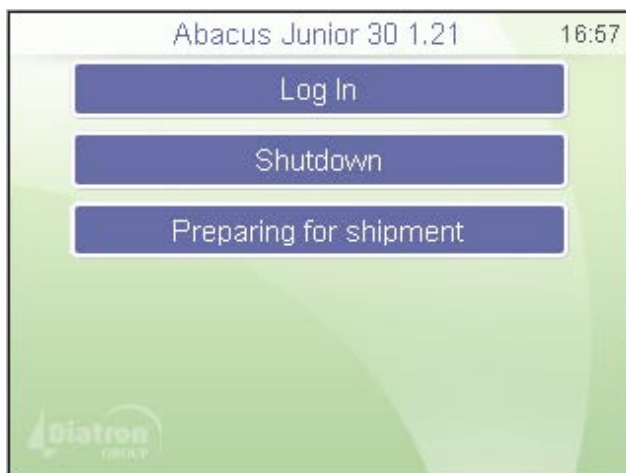 Abacus Junior 30 1.21 16:57
Log In
Shutdown
Preparing for shipment
Diatron
GROUP